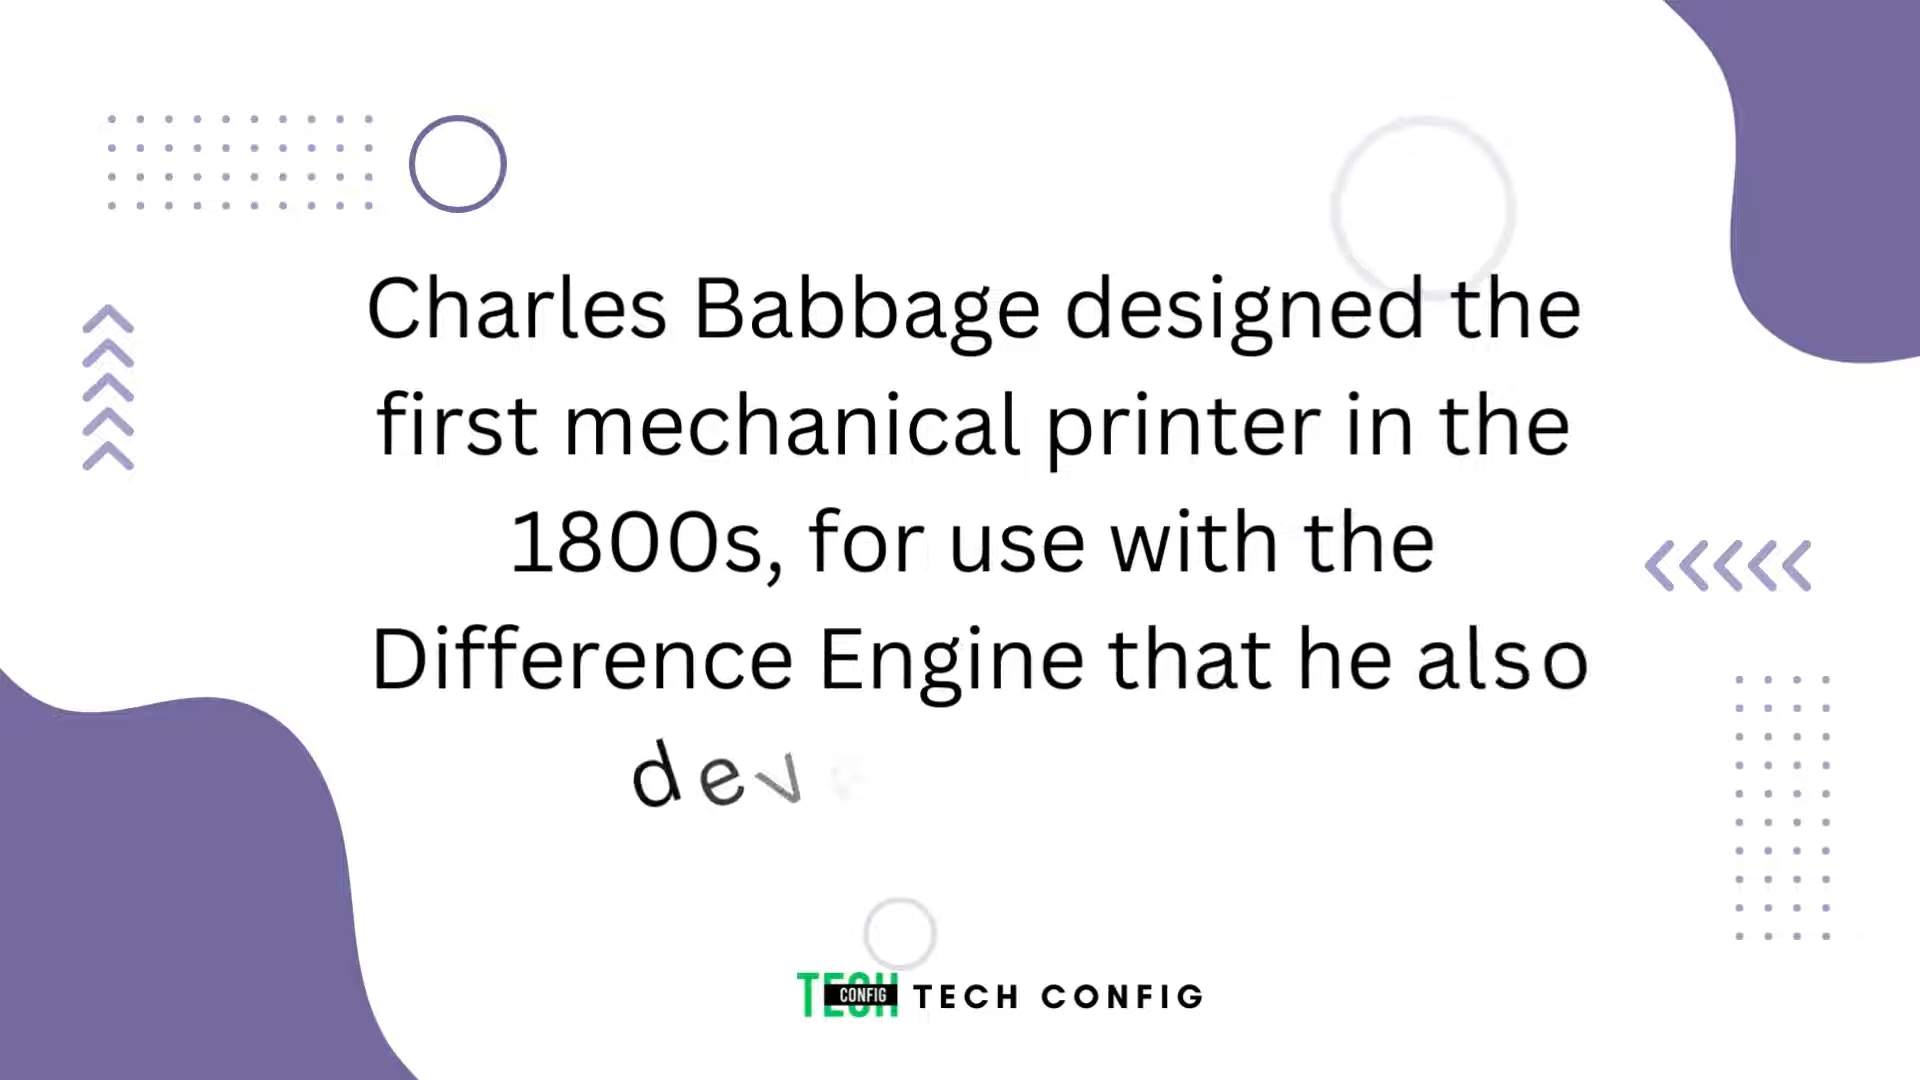 Charles Babbage designed the
first mechanical printer in the
1800s, for use with the
Difference Engine that he also
dev
TECH CONFIG TECH CONFIG